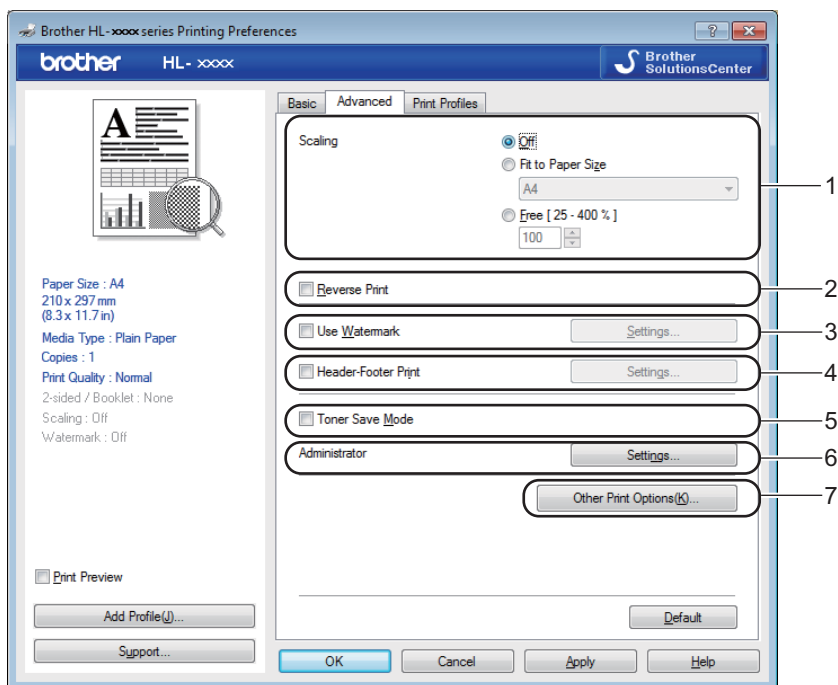 Brother HL-xxxx series Printing Preferences
brother HL- xxxx
Brother
SolutionsCenter
Basic Advanced Print Profiles
A
Scaling
Off
Fit to Paper Size
A4
Free [ 25 - 400 % ]
100
1
Reverse Print
2
Use Watermark Settings...
3
Header-Footer Print Settings...
4
Toner Save Mode
5
Administrator Settings...
6
Other Print Options(K)...
7
Paper Size : A4
210 x 297 mm
(8.3 x 11.7 in)
Media Type : Plain Paper
Copies : 1
Print Quality : Normal
2-sided / Booklet : None
Scaling : Off
Watermark : Off
Print Preview
Add Profile(J)...
Support...
Default
OK Cancel Apply Help